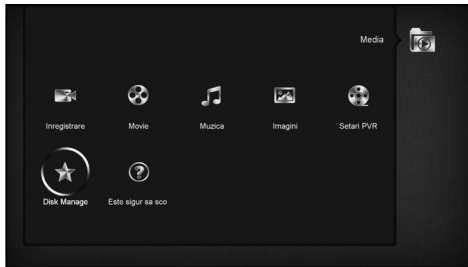 Media
Inregistrare
Movie
Muzica
Imagini
Setari PVR
Disk Manage
Este sigur sa sco